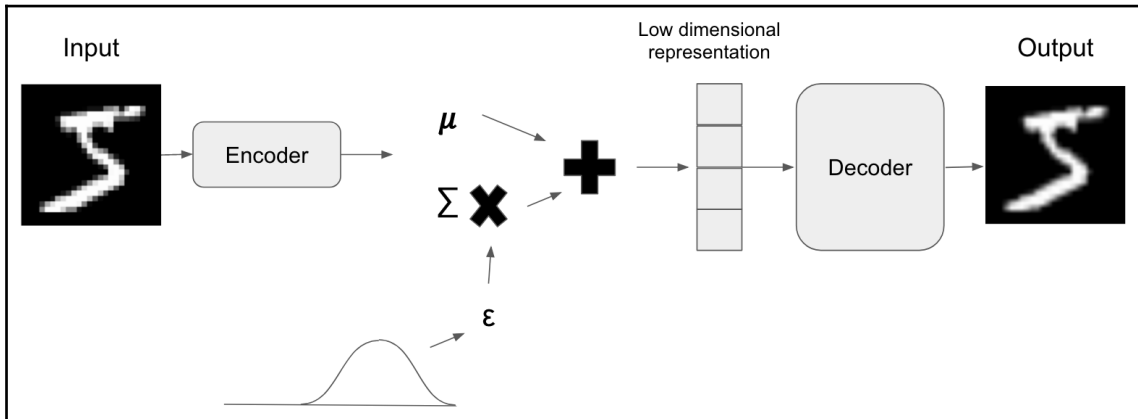 Input
Encoder
μ
∑
ε
Low dimensional
representation
Decoder
Output